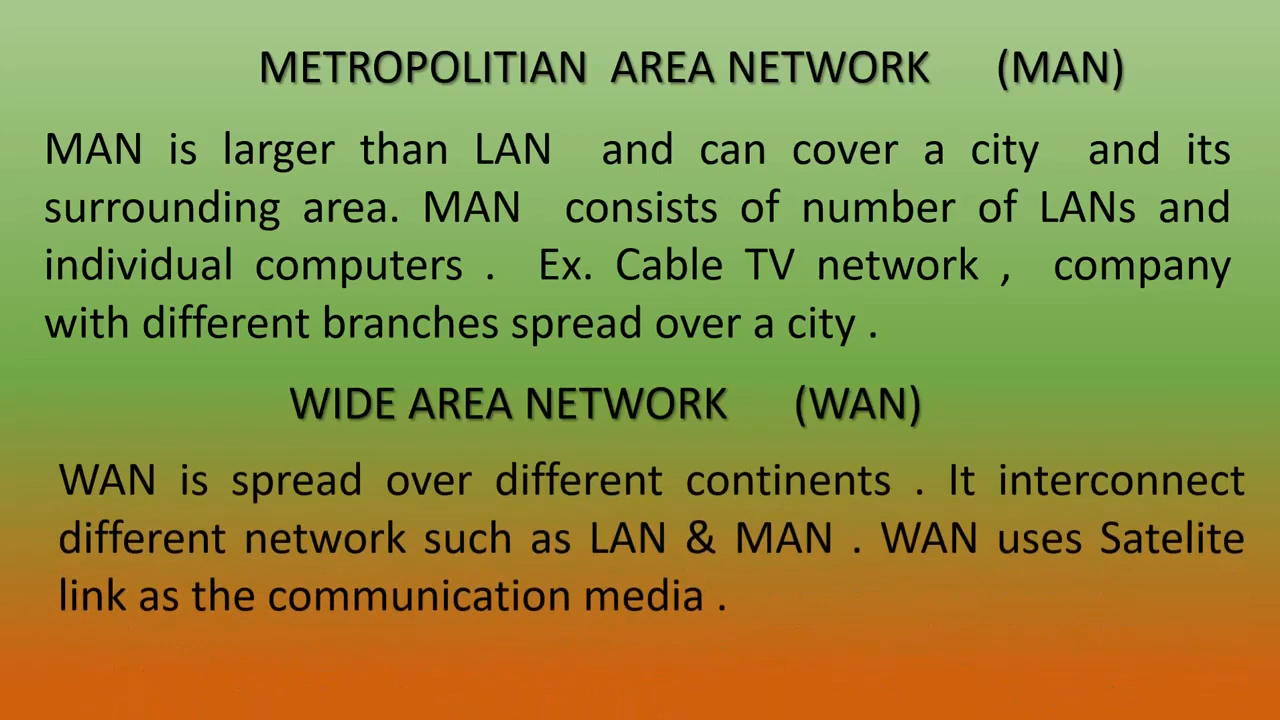 METROPOLITIAN AREA NETWORK (MAN)
MAN is larger than LAN and can cover a city and its
surrounding area. MAN consists of number of LANs and
individual computers . Ex. Cable TV network , company
with different branches spread over a city .
WIDE AREA NETWORK (WAN)
WAN is spread over different continents . It interconnect
different network such as LAN & MAN . WAN uses Satelite
link as the communication media .